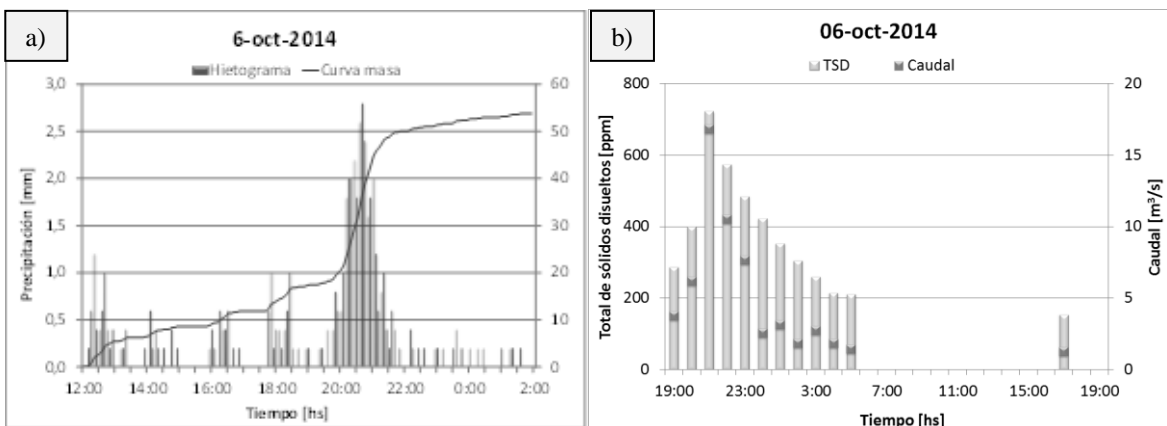 a)
6-oct-2014
Hietograma Curva masa
3,0
2,5
2,0
1,5
1,0
0,5
0,0
60
50
40
30
20
10
0
Precipitación [mm]
12:00 14:00 16:00 18:00 20:00 22:00 0:00 2:00
Tiempo [hs]
b)
06-oct-2014
TSD Caudal
800
600
400
200
0
20
15
10
5
0
Total de sólidos disueltos [ppm]
Caudal [m³/s]
19:00 23:00 3:00 7:00 11:00 15:00 19:00
Tiempo [hs]